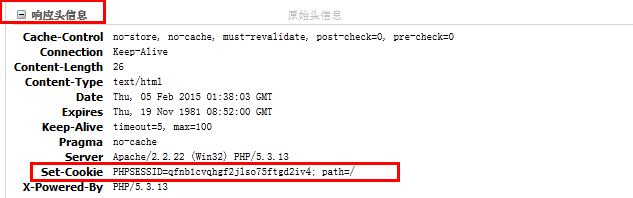 响应头信息 原始头信息
Cache-Control no-store, no-cache, must-revalidate, post-check=0, pre-check=0
Connection Keep-Alive
Content-Length 26
Content-Type text/html
Date Thu, 05 Feb 2015 01:38:03 GMT
Expires Thu, 19 Nov 1981 08:52:00 GMT
Keep-Alive timeout=5, max=100
Pragma no-cache
Server Apache/2.2.22 (Win32) PHP/5.3.13
Set-Cookie PHPSESSID=qfnb1cvqhgf2jlso75ftgd2iv4; path=/
X-Powered-By PHP/5.3.13